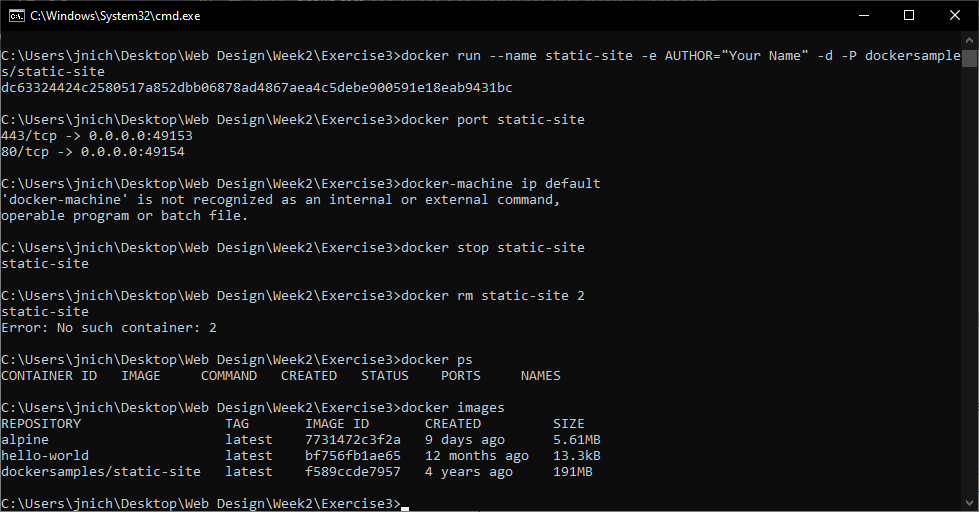 C:\Windows\System32\cmd.exe
C:\Users\jnich\Desktop\Web Design\Week2\Exercise3>docker run --name static-site -e AUTHOR="Your Name" -d -P dockersample
s/static-site
dc63324424c2580517a852dbb06878ad4867aea4c5debe900591e18eab9431bc
C:\Users\jnich\Desktop\Web Design\Week2\Exercise3>docker port static-site
443/tcp -> 0.0.0.0:49153
80/tcp -> 0.0.0.0:49154
C:\Users\jnich\Desktop\Web Design\Week2\Exercise3>docker-machine ip default
'docker-machine' is not recognized as an internal or external command,
operable program or batch file.
C:\Users\jnich\Desktop\Web Design\Week2\Exercise3>docker stop static-site
static-site
C:\Users\jnich\Desktop\Web Design\Week2\Exercise3>docker rm static-site 2
static-site
Error: No such container: 2
C:\Users\jnich\Desktop\Web Design\Week2\Exercise3>docker ps
CONTAINER ID   IMAGE     COMMAND   CREATED   STATUS    PORTS     NAMES
C:\Users\jnich\Desktop\Web Design\Week2\Exercise3>docker images
REPOSITORY                  TAG       IMAGE ID       CREATED         SIZE
alpine                      latest    7731472c3f2a   9 days ago      5.61MB
hello-world                 latest    bf756fb1ae65   12 months ago   13.3kB
dockersamples/static-site   latest    f589ccde7957   4 years ago     191MB
C:\Users\jnich\Desktop\Web Design\Week2\Exercise3>